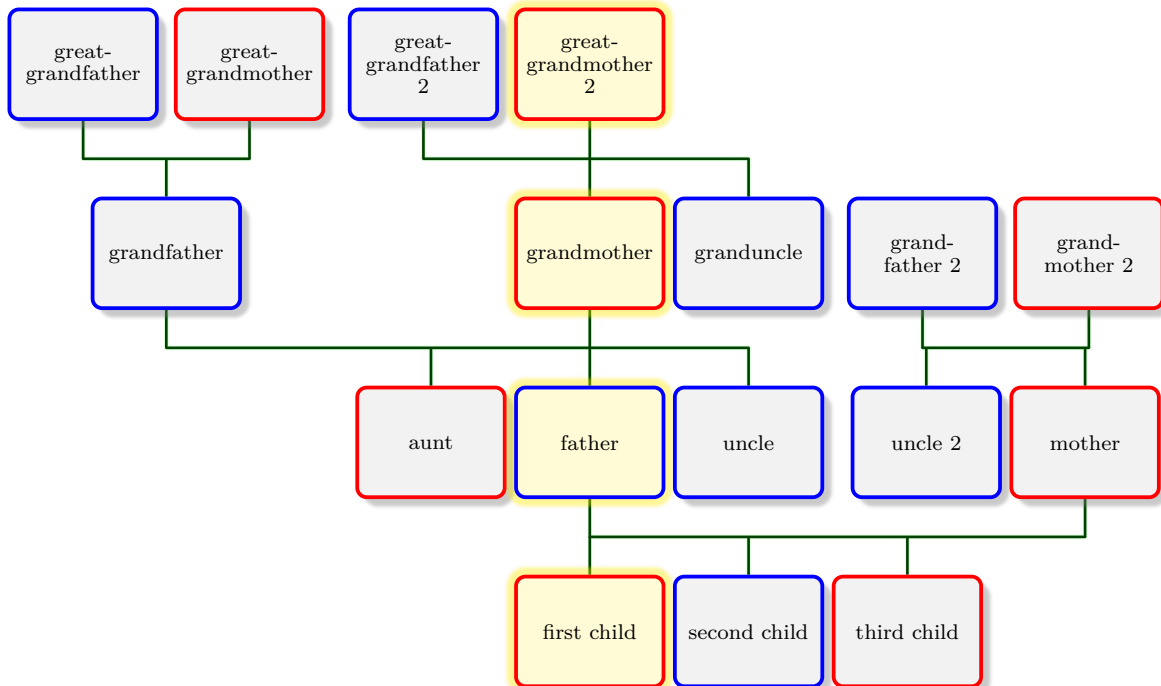 great-
grandfather
great-
grandmother
great-
grandfather
2
great-
grandmother
2
grandfather
grandmother
granduncle
grand-
father 2
grand-
mother 2
aunt
father
uncle
uncle 2
mother
first child
second child
third child